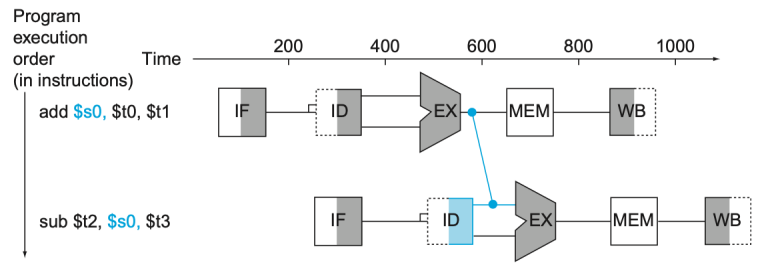 Program
execution
order
(in instructions)
Time
200 400 600 800 1000
add $s0, $t0, $t1
IF ID EX MEM WB
sub $t2, $s0, $t3
IF ID EX MEM WB